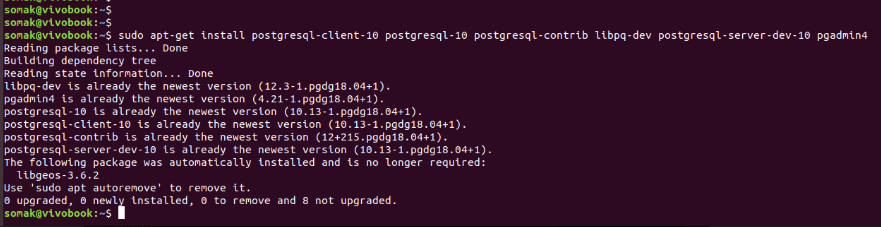 somak@vivobook:~$
somak@vivobook:~$
somak@vivobook:~$
somak@vivobook:~$ sudo apt-get install postgresql-client-10 postgresql-10 postgresql-contrib libpq-dev postgresql-server-dev-10 pgadmin4
Reading package lists... Done
Building dependency tree
Reading state information... Done
libpq-dev is already the newest version (12.3-1.pgdg18.04+1).
pgadmin4 is already the newest version (4.21-1.pgdg18.04+1).
postgresql-10 is already the newest version (10.13-1.pgdg18.04+1).
postgresql-client-10 is already the newest version (10.13-1.pgdg18.04+1).
postgresql-contrib is already the newest version (12+215.pgdg18.04+1).
postgresql-server-dev-10 is already the newest version (10.13-1.pgdg18.04+1).
The following package was automatically installed and is no longer required:
  libgeos-3.6.2
Use 'sudo apt autoremove' to remove it.
0 upgraded, 0 newly installed, 0 to remove and 8 not upgraded.
somak@vivobook:~$